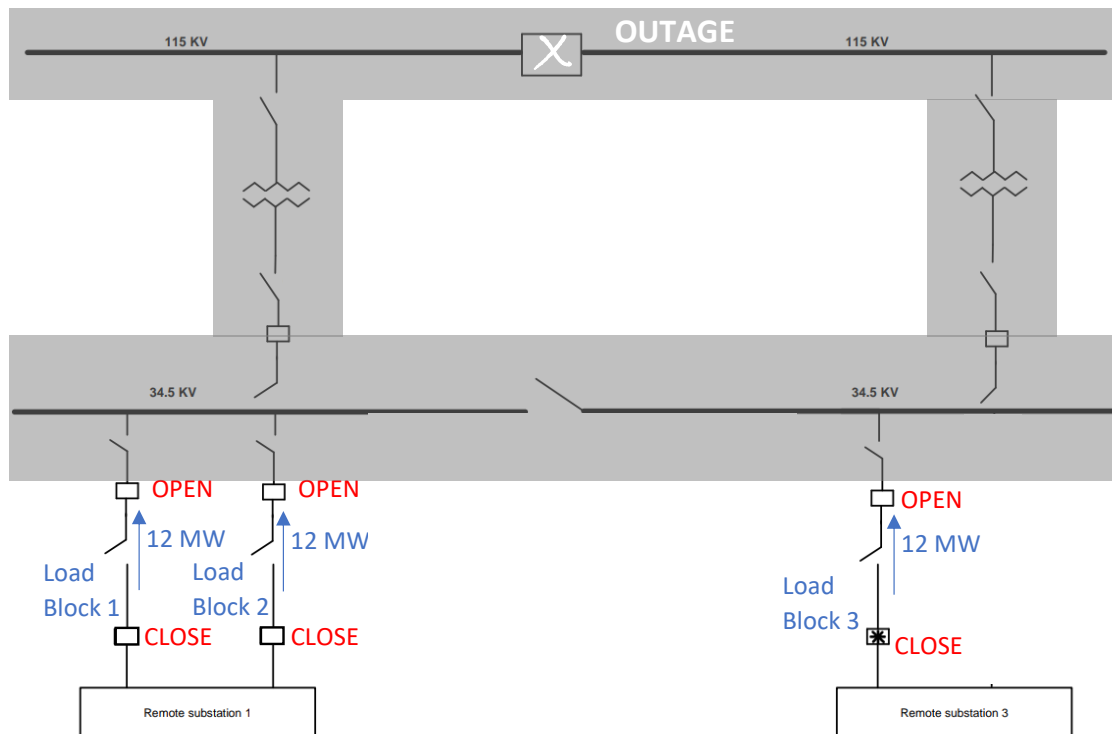 OUTAGE
115 KV
115 KV
34.5 KV
34.5 KV
OPEN
OPEN
OPEN
12 MW
12 MW
12 MW
Load
Block 1
Load
Block 2
Load
Block 3
CLOSE
CLOSE
CLOSE
Remote substation 1
Remote substation 3